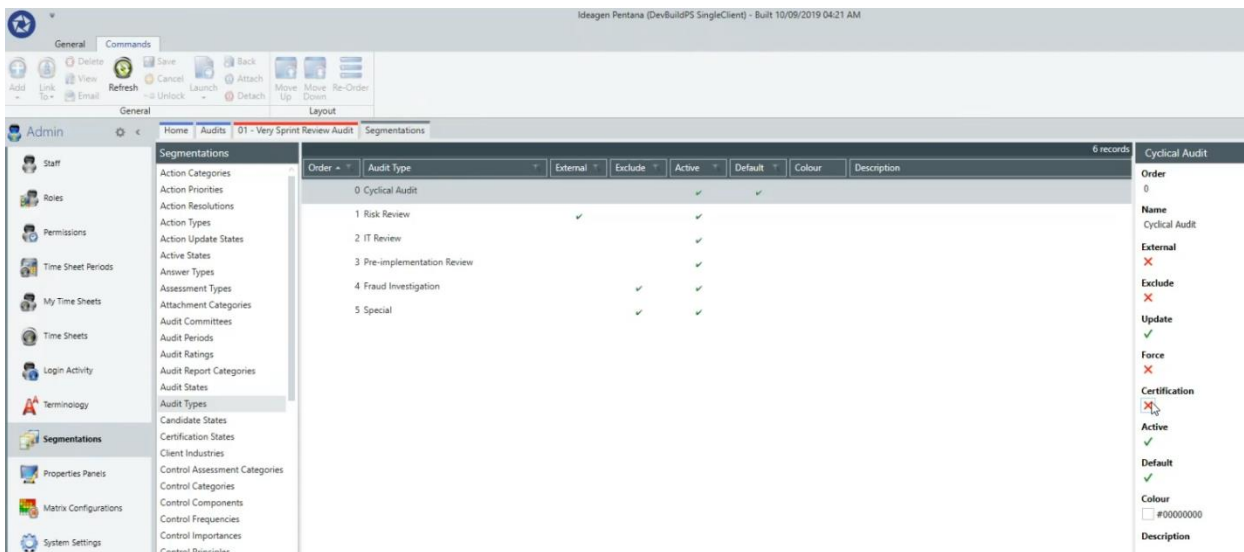 Ideagen Pentana (DevBuildPS SingleClient) - Built 10/09/2019 04:21 AM
General Commands
Add
Link To
Delete
View
Email
Refresh
Save
Cancel
Unlock
Launch
Back
Attach
Detach
Move Up
Move Down
Re-Order
General Layout
Admin
Home Audits 01 - Very Sprint Review Audit Segmentations
Staff
Roles
Permissions
Time Sheet Periods
My Time Sheets
Time Sheets
Login Activity
Terminology
Segmentations
Properties Panels
Matrix Configurations
System Settings
Segmentations
Action Categories
Action Priorities
Action Resolutions
Action Types
Action Update States
Active States
Answer Types
Assessment Types
Attachment Categories
Audit Committees
Audit Periods
Audit Ratings
Audit Report Categories
Audit States
Audit Types
Candidate States
Certification States
Client Industries
Control Assessment Categories
Control Categories
Control Components
Control Frequencies
Control Importances
Control Principles
6 records
Order Audit Type External Exclude Active Default Colour Description
0 Cyclical Audit
1 Risk Review
2 IT Review
3 Pre-implementation Review
4 Fraud Investigation
5 Special
Cyclical Audit
Order
0
Name
Cyclical Audit
External
Exclude
Update
Force
Certification
Active
Default
Colour
#00000000
Description